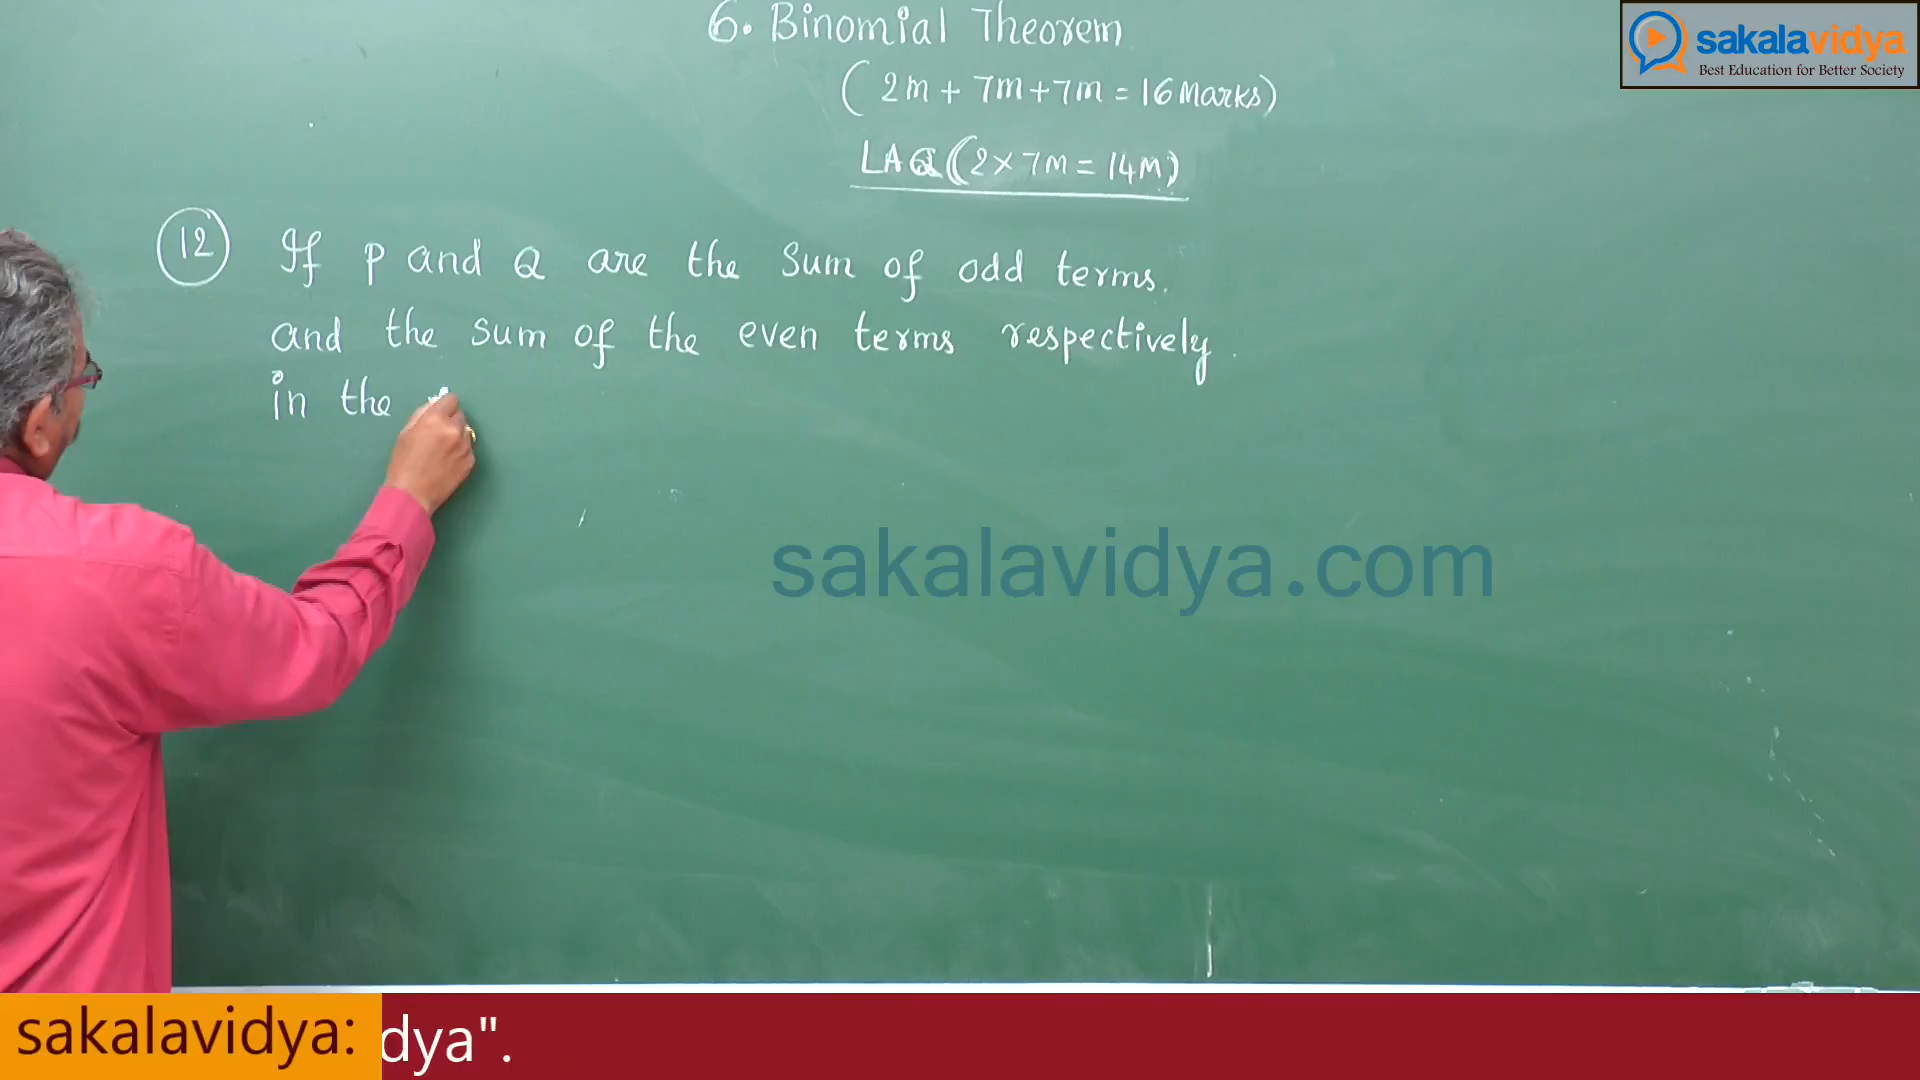 6. Binomial Theorem
(2m + 7m + 7m = 16 Marks)
LAQ (2 × 7M = 14M)
12 If P and Q are the sum of odd terms.
and the sum of the even terms respectively.
in the
sakalavidya
Best Education for Better Society
sakalavidya.com
sakalavidya: dya".